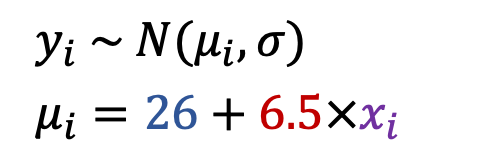 yᵢ ~ N(μᵢ, σ)
μᵢ = 26 + 6.5×xᵢ